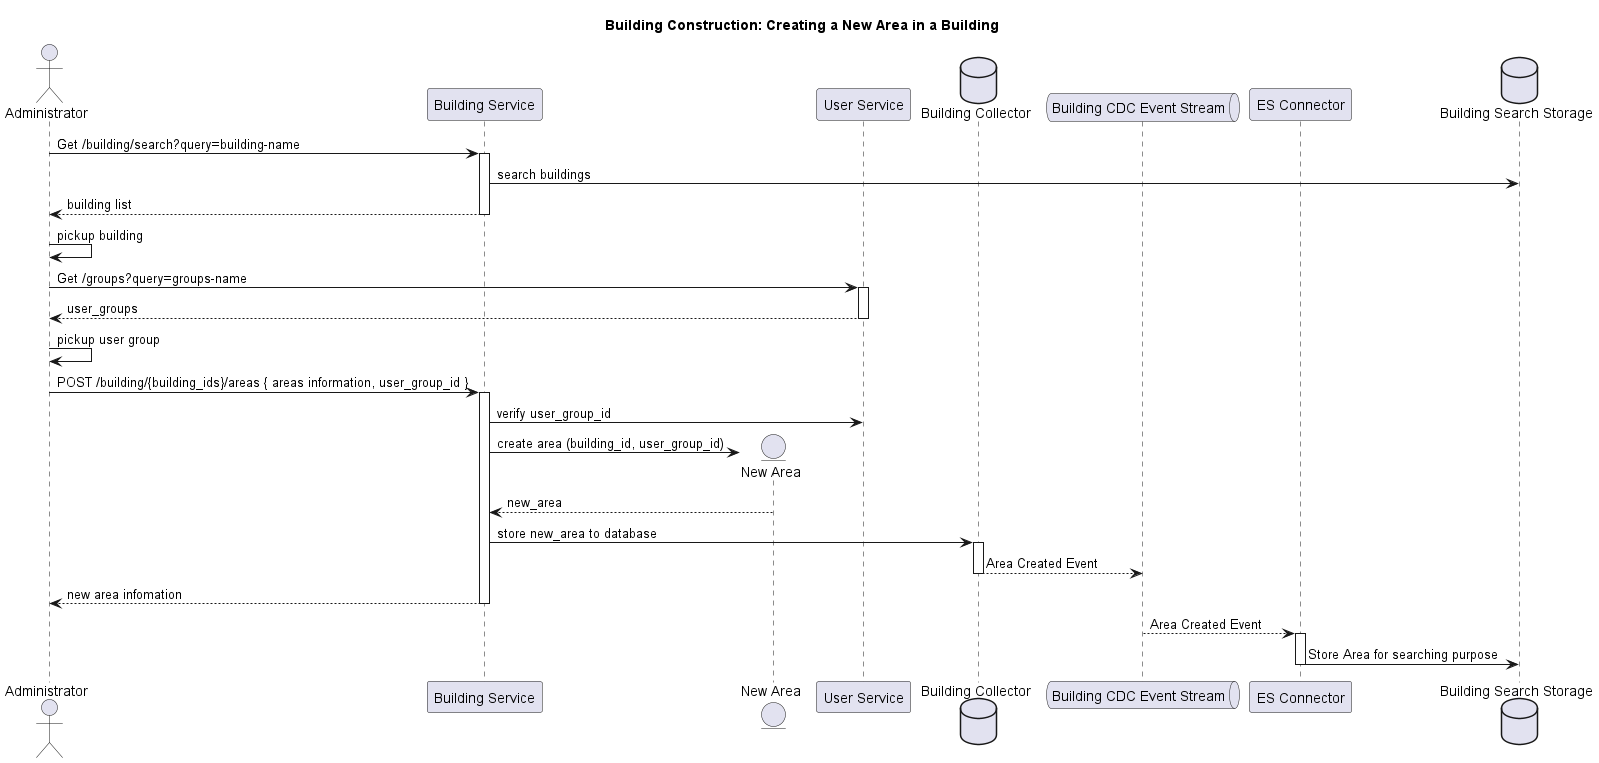 Building Construction: Creating a New Area in a Building
Administrator
Building Service
User Service
Building Collector
Building CDC Event Stream
ES Connector
Building Search Storage
Get /building/search?query=building-name
search buildings
building list
pickup building
Get /groups?query=groups-name
user_groups
pickup user group
POST /building/{building_ids}/areas { areas information, user_group_id }
verify user_group_id
create area (building_id, user_group_id)
New Area
new_area
store new_area to database
Area Created Event
new area infomation
Area Created Event
Store Area for searching purpose
Administrator
Building Service
New Area
User Service
Building Collector
Building CDC Event Stream
ES Connector
Building Search Storage